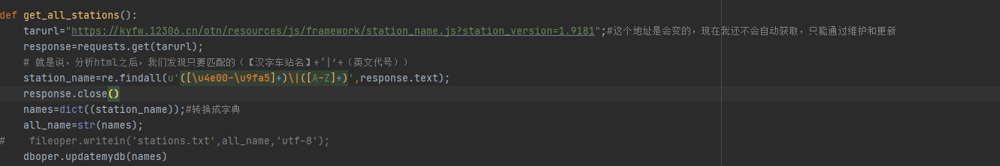 def get_all_stations():
    tarurl="https://kyfw.12306.cn/otn/resources/js/framework/station_name.js?station_version=1.9181";#这个地址是会变的，现在我还不会自动获取，只能通过维护和更新
    response=requests.get(tarurl);
    # 就是说，分析html之后，我们发现只要匹配的（【汉字车站名】+‘|’+（英文代号））
    station_name=re.findall(u'([\u4e00-\u9fa5]+)\|([A-Z]+)',response.text);
    response.close()
    names=dict((station_name));#转换成字典
    all_name=str(names);
#    fileoper.writein('stations.txt',all_name,'utf-8');
    dboper.updatemydb(names)